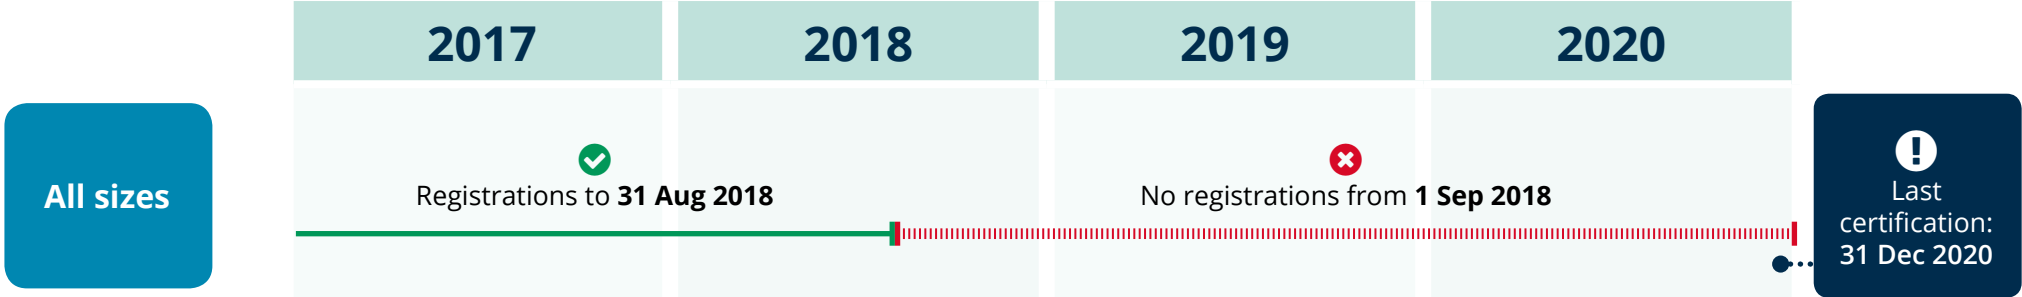 2017 2018 2019 2020
All sizes
Registrations to 31 Aug 2018
No registrations from 1 Sep 2018
Last
certification:
31 Dec 2020